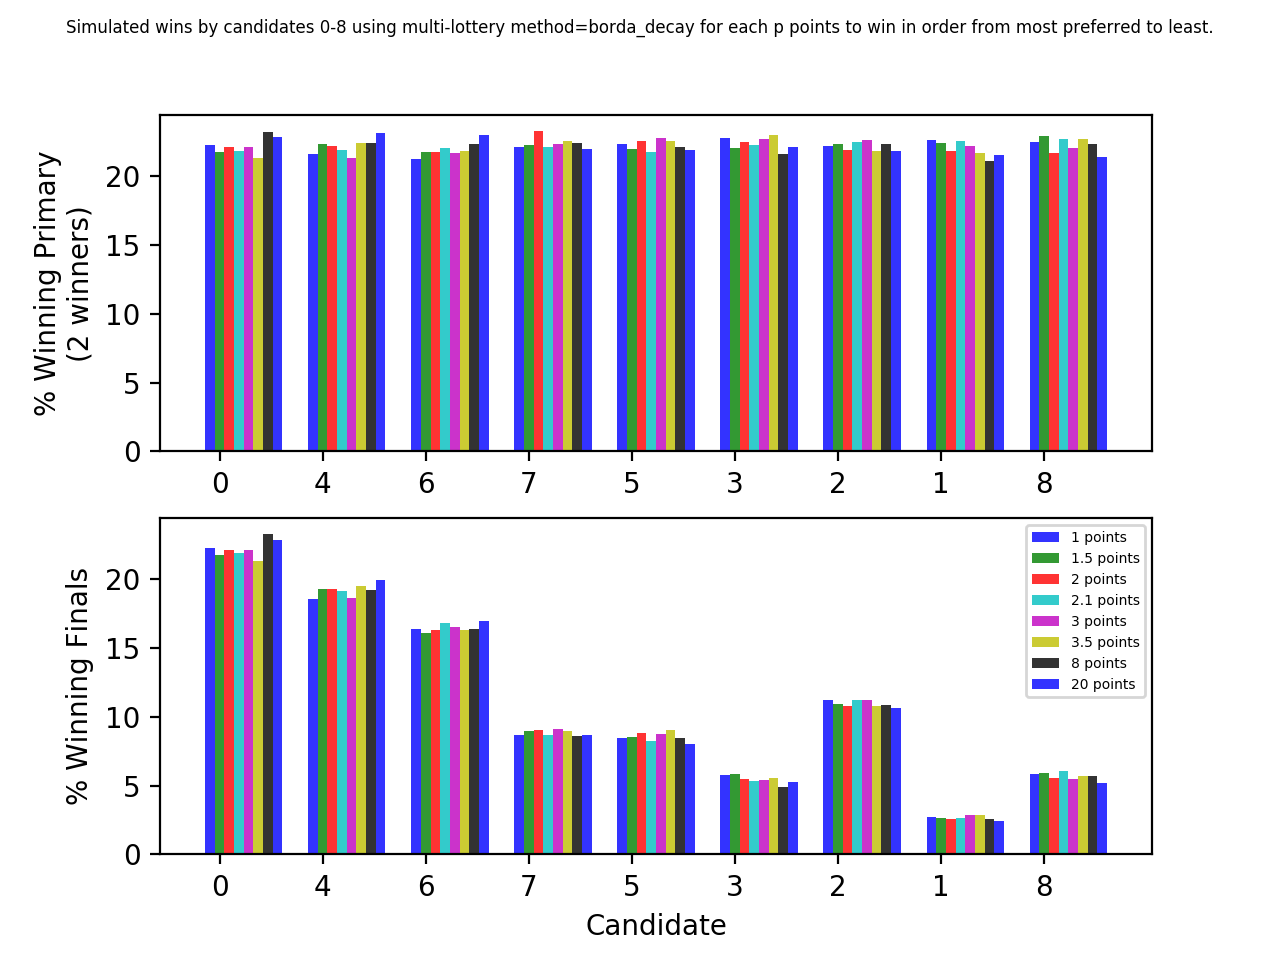 Simulated wins by candidates 0-8 using multi-lottery method=borda_decay for each p points to win in order from most preferred to least.
% Winning Primary
(2 winners)
20
15
10
5
0
0 4 6 7 5 3 2 1 8
% Winning Finals
20
15
10
5
0
1 points
1.5 points
2 points
2.1 points
3 points
3.5 points
8 points
20 points
0 4 6 7 5 3 2 1 8
Candidate